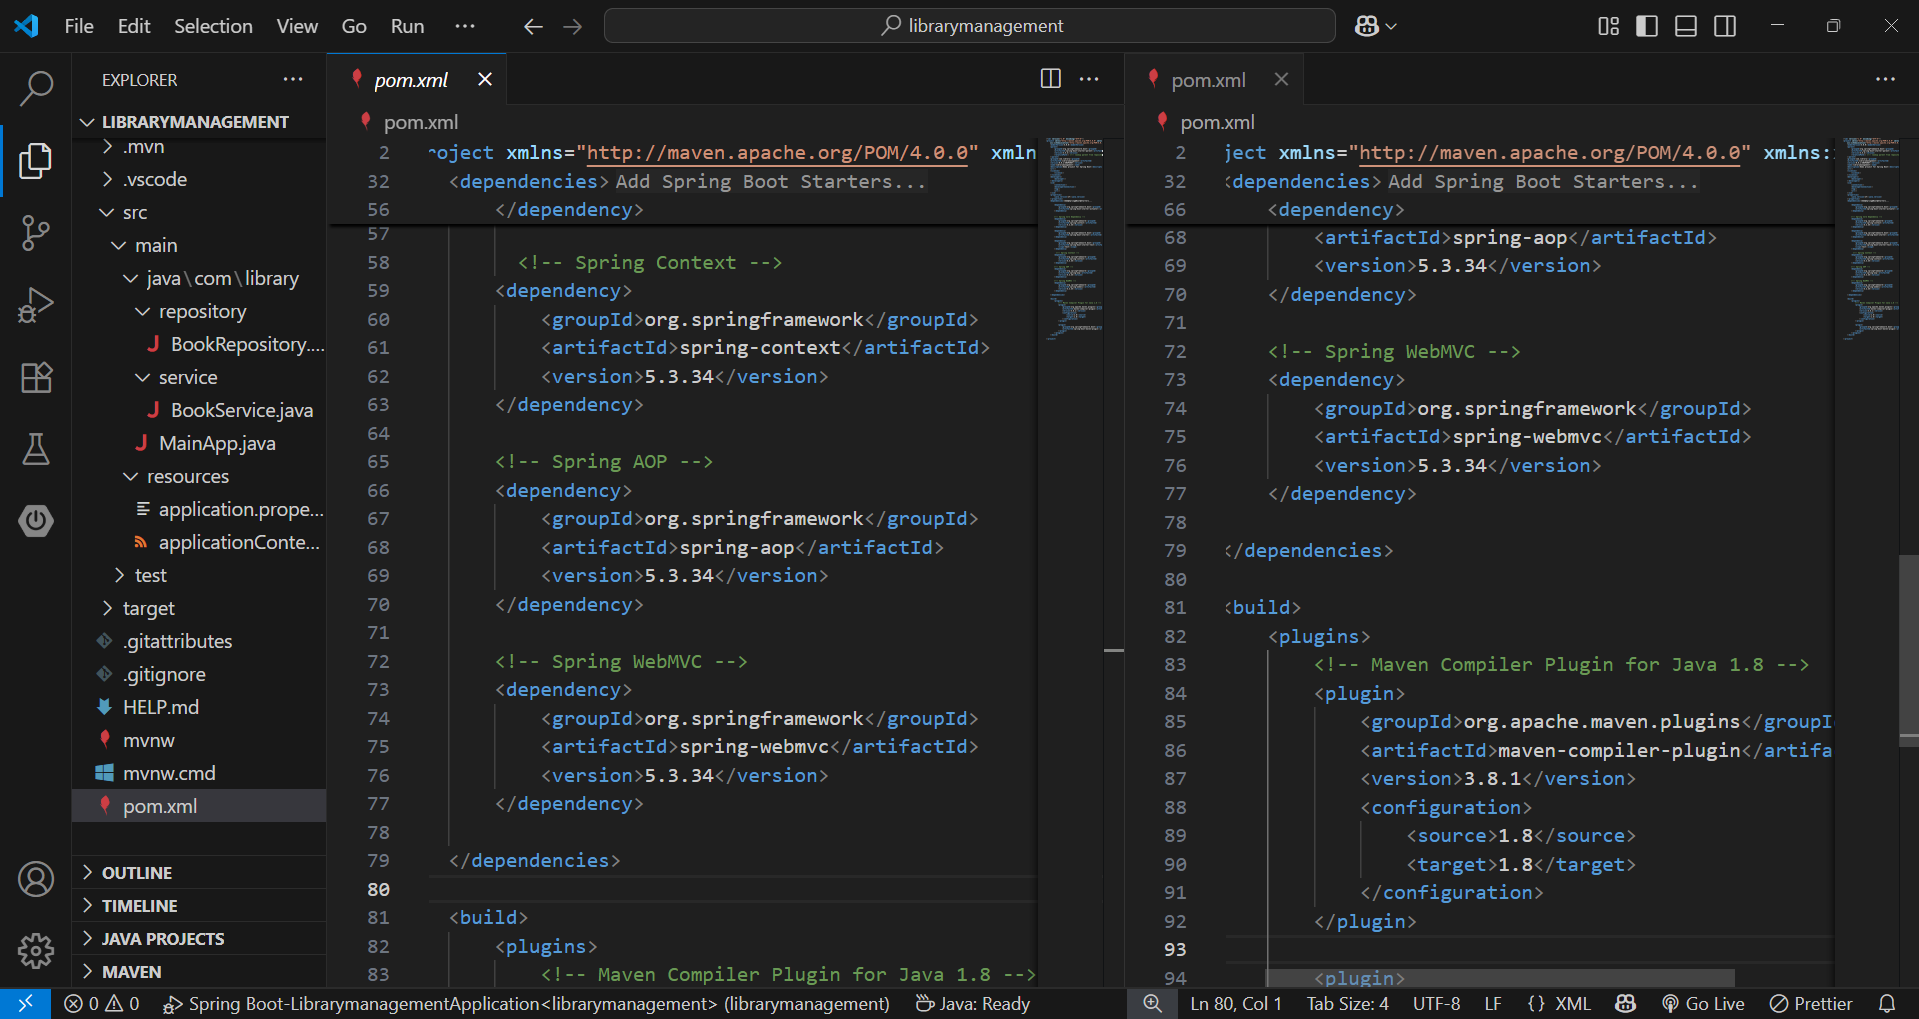 File Edit Selection View Go Run ··· librarymanagement
EXPLORER ···
LIBRARYMANAGEMENT
.mvn
.vscode
src
main
java\com\library
repository
BookRepository....
service
BookService.java
MainApp.java
resources
application.prope...
applicationConte...
test
target
.gitattributes
.gitignore
HELP.md
mvnw
mvnw.cmd
pom.xml
OUTLINE
TIMELINE
JAVA PROJECTS
MAVEN
pom.xml
pom.xml
2 roject xmlns="http://maven.apache.org/POM/4.0.0" xmln
32 <dependencies> Add Spring Boot Starters...
56 </dependency>
57
58 <!-- Spring Context -->
59 <dependency>
60 <groupId>org.springframework</groupId>
61 <artifactId>spring-context</artifactId>
62 <version>5.3.34</version>
63 </dependency>
64
65 <!-- Spring AOP -->
66 <dependency>
67 <groupId>org.springframework</groupId>
68 <artifactId>spring-aop</artifactId>
69 <version>5.3.34</version>
70 </dependency>
71
72 <!-- Spring WebMVC -->
73 <dependency>
74 <groupId>org.springframework</groupId>
75 <artifactId>spring-webmvc</artifactId>
76 <version>5.3.34</version>
77 </dependency>
78
79 </dependencies>
80
81 <build>
82 <plugins>
83 <!-- Maven Compiler Plugin for Java 1.8 -->
pom.xml
pom.xml
2 ject xmlns="http://maven.apache.org/POM/4.0.0" xmlns:
32 <dependencies> Add Spring Boot Starters...
66 <dependency>
68 <artifactId>spring-aop</artifactId>
69 <version>5.3.34</version>
70 </dependency>
71
72 <!-- Spring WebMVC -->
73 <dependency>
74 <groupId>org.springframework</groupId>
75 <artifactId>spring-webmvc</artifactId>
76 <version>5.3.34</version>
77 </dependency>
78
79 </dependencies>
80
81 <build>
82 <plugins>
83 <!-- Maven Compiler Plugin for Java 1.8 -->
84 <plugin>
85 <groupId>org.apache.maven.plugins</groupI
86 <artifactId>maven-compiler-plugin</artifa
87 <version>3.8.1</version>
88 <configuration>
89 <source>1.8</source>
90 <target>1.8</target>
91 </configuration>
92 </plugin>
93
94 <plugin>
0 0 Spring Boot-LibrarymanagementApplication<librarymanagement> (librarymanagement) Java: Ready Ln 80, Col 1 Tab Size: 4 UTF-8 LF {} XML Go Live Prettier